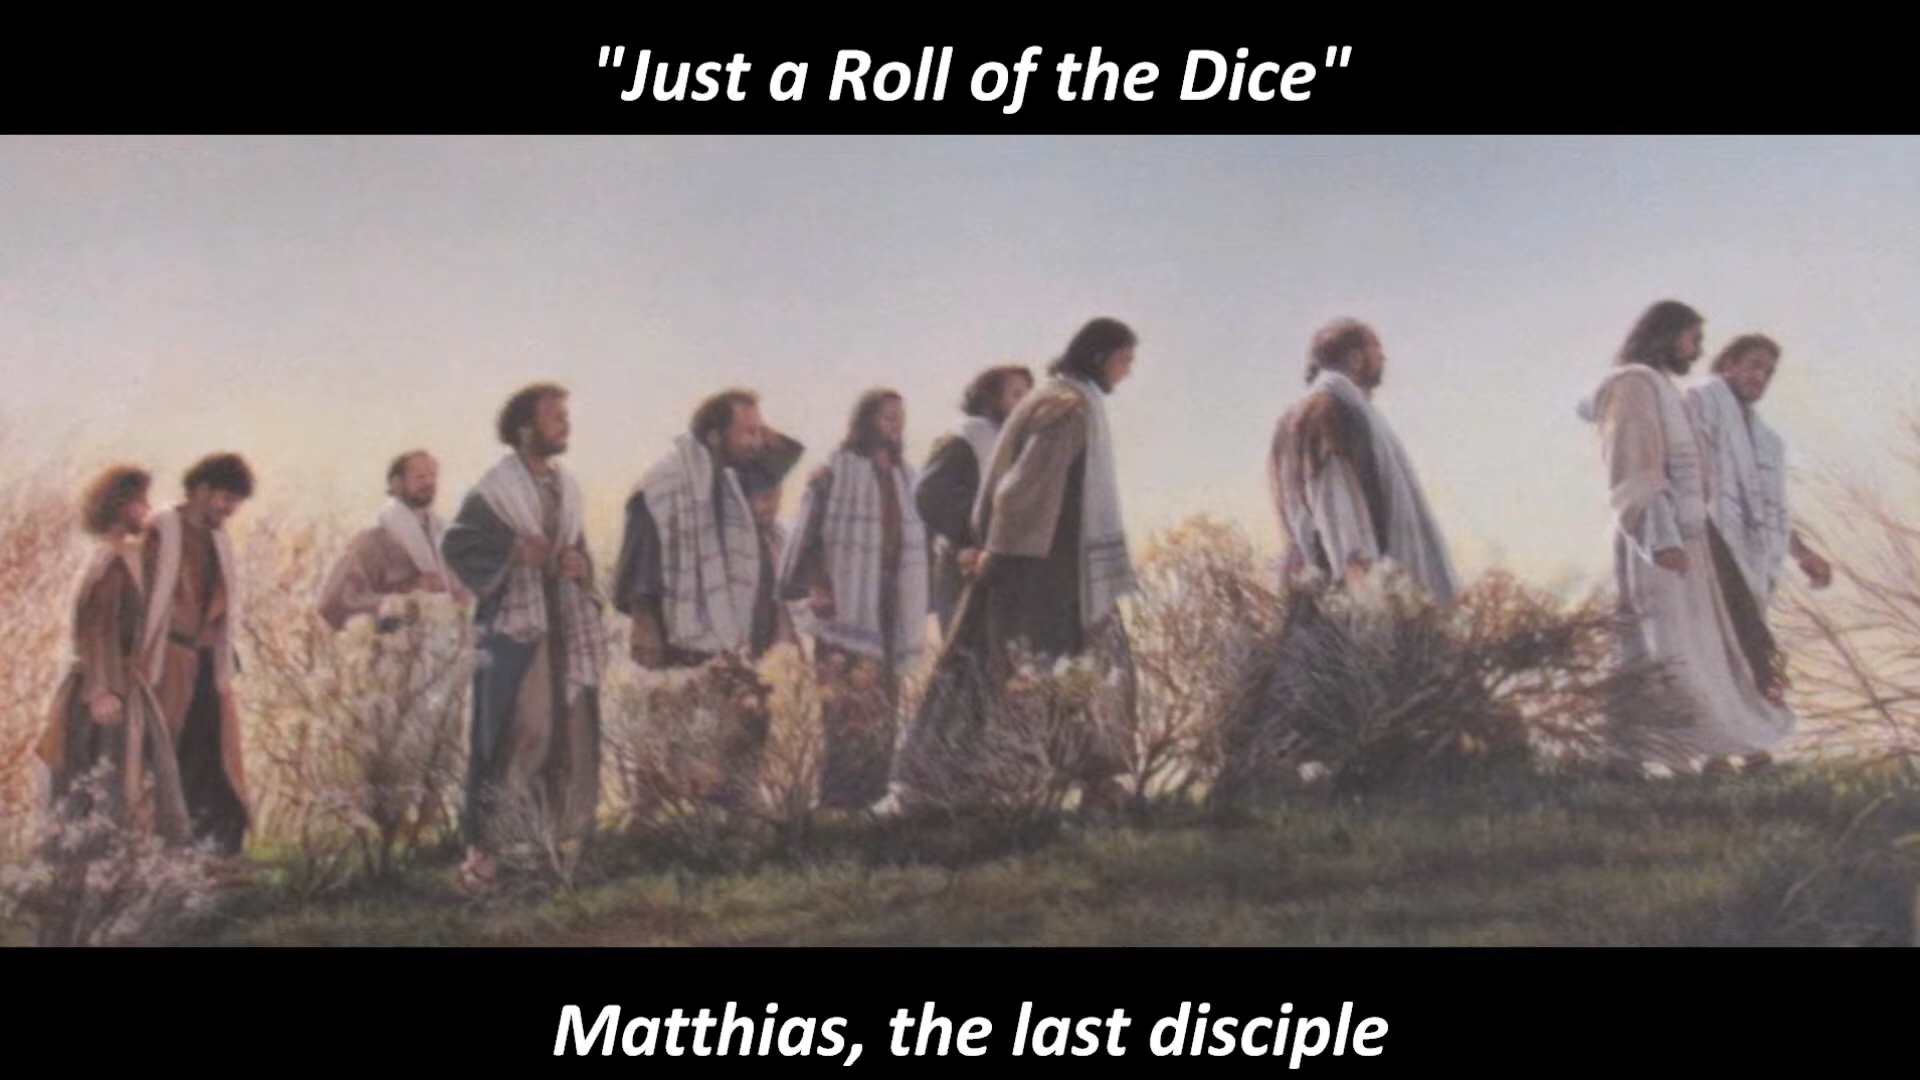 "Just a Roll of the Dice"
Matthias, the last disciple